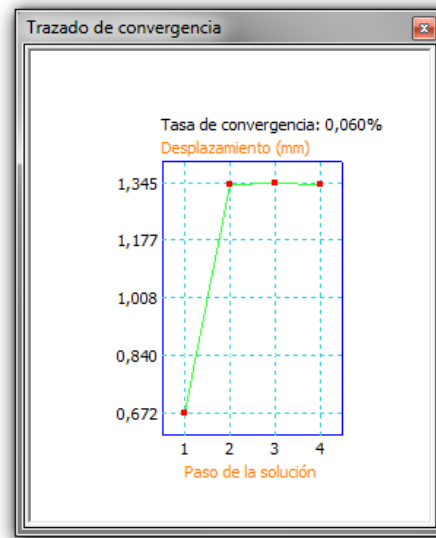 Trazado de convergencia
Tasa de convergencia: 0,060%
Desplazamiento (mm)
1,345
1,177
1,008
0,840
0,672
1 2 3 4
Paso de la solución